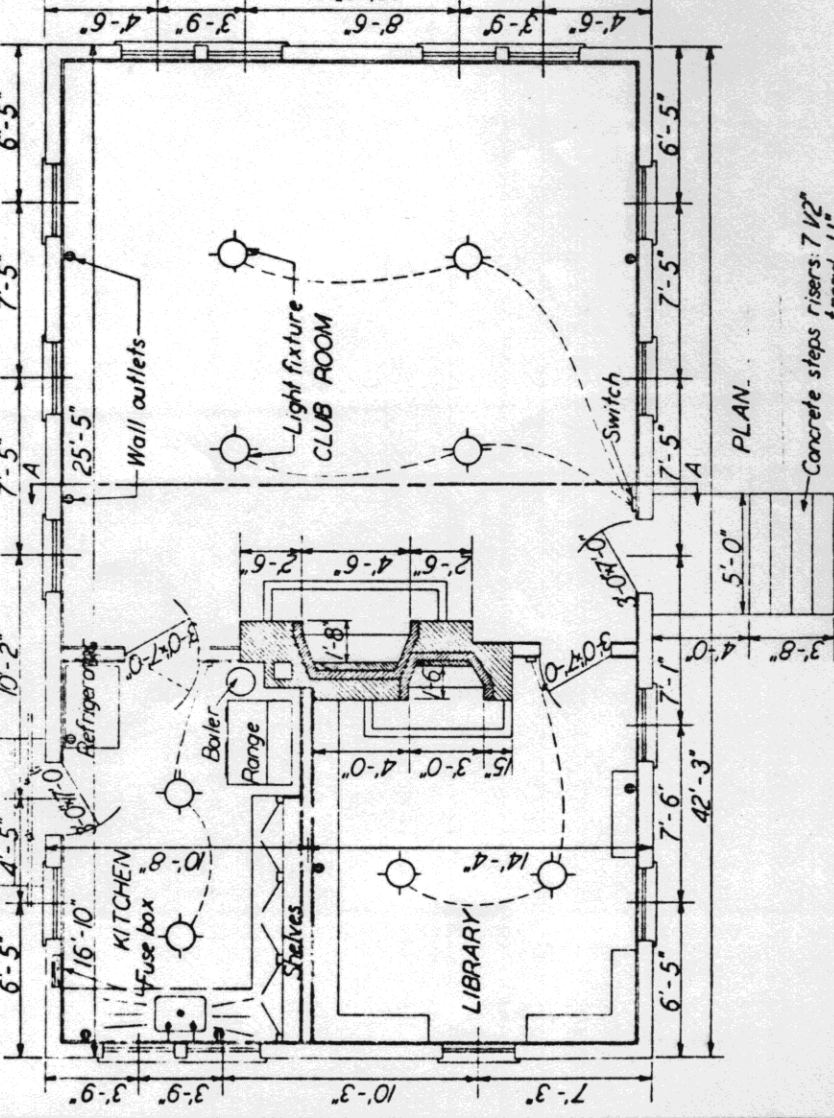 4'-6"
3'-9"
8'-6"
3'-9"
4'-6"
6'-5"
7'-5"
7'-5"
10'-2"
4'-5"
6'-5"
A
25'-5"
Wall outlets
Light fixture
CLUB ROOM
Switch
A
6'-5"
7'-5"
7'-5"
7'-1"
7'-6"
6'-5"
42'-3"
PLAN.
Concrete steps risers: 7 1/2"
5'-0"
4'-0"
3'-8"
3'-0"x7'-0"
2'-6"
4'-6"
2'-6"
1'-8"
1'-6"
3'-0"x7'-0"
3'-0"x7'-0"
Refrigerator
Boiler
Range
4'-0"
3'-0"
15"
3'-0"x7'-0
10'-8"
14'-4"
KITCHEN
Fuse box
16'-10"
Shelves
LIBRARY
3'-9"
3'-9"
10'-3"
7'-3"